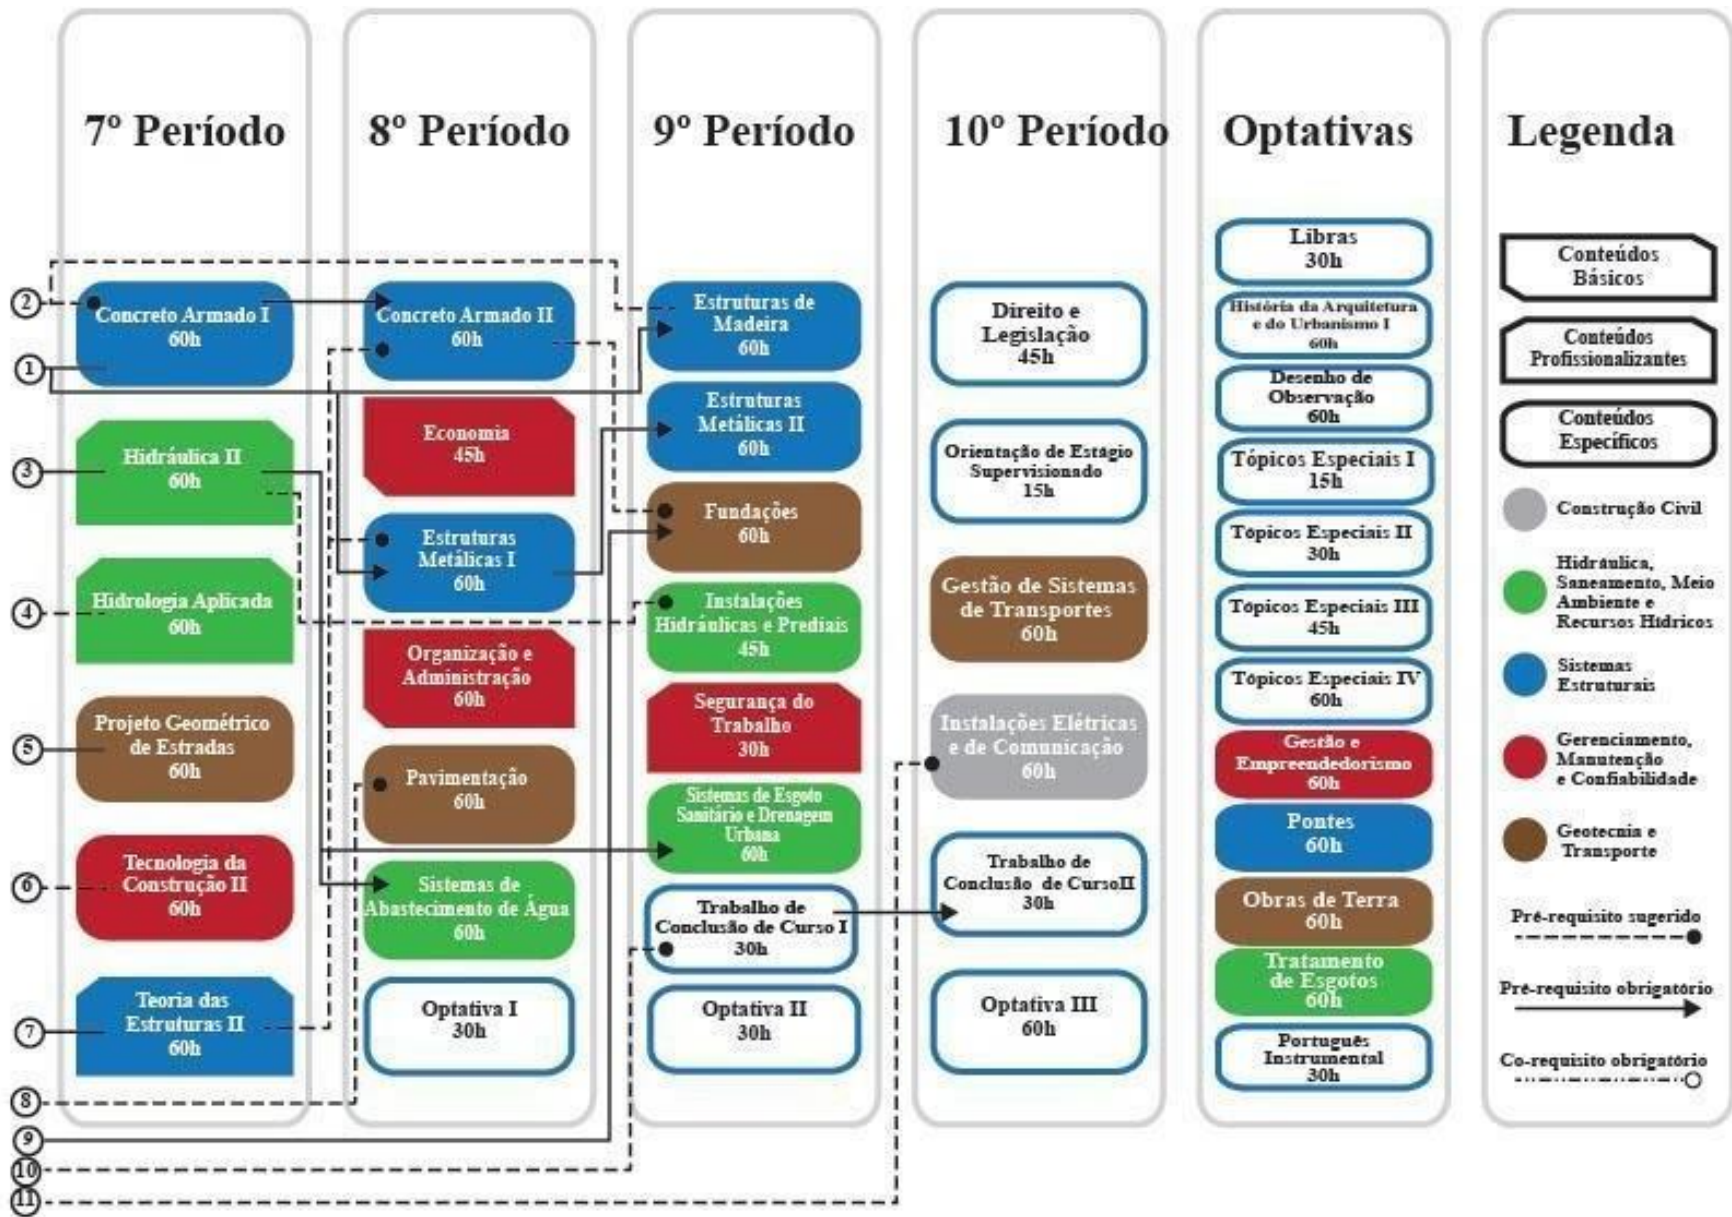 7º Período
2
Concreto Armado I
60h
1
Hidráulica II
60h
3
Hidrologia Aplicada
60h
4
Projeto Geométrico
de Estradas
60h
5
Tecnologia da
Construção II
60h
6
Teoria das
Estruturas II
60h
7
8
9
10
11
8º Período
Concreto Armado II
60h
Economia
45h
Estruturas
Metálicas I
60h
Organização e
Administração
60h
Pavimentação
60h
Sistemas de
Abastecimento de Água
60h
Optativa I
30h
9º Período
Estruturas de
Madeira
60h
Estruturas
Metálicas II
60h
Fundações
60h
Instalações
Hidráulicas e Prediais
45h
Segurança do
Trabalho
30h
Sistemas de Esgoto
Sanitário e Drenagem
Urbana
60h
Trabalho de
Conclusão de Curso I
30h
Optativa II
30h
10º Período
Direito e
Legislação
45h
Orientação de Estágio
Supervisionado
15h
Gestão de Sistemas
de Transportes
60h
Instalações Elétricas
e de Comunicação
60h
Trabalho de
Conclusão de CursoII
30h
Optativa III
60h
Optativas
Libras
30h
História da Arquitetura
e do Urbanismo I
60h
Desenho de
Observação
60h
Tópicos Especiais I
15h
Tópicos Especiais II
30h
Tópicos Especiais III
45h
Tópicos Especiais IV
60h
Gestão e
Empreendedorismo
60h
Pontes
60h
Obras de Terra
60h
Tratamento
de Esgotos
60h
Português
Instrumental
30h
Legenda
Conteúdos
Básicos
Conteúdos
Profissionalizantes
Conteúdos
Específicos
Construção Civil
Hidráulica,
Saneamento, Meio
Ambiente e
Recursos Hídricos
Sistemas
Estruturais
Gerenciamento,
Manutenção
e Confiabilidade
Geotecnia e
Transporte
Pré-requisito sugerido
Pré-requisito obrigatório
Co-requisito obrigatório